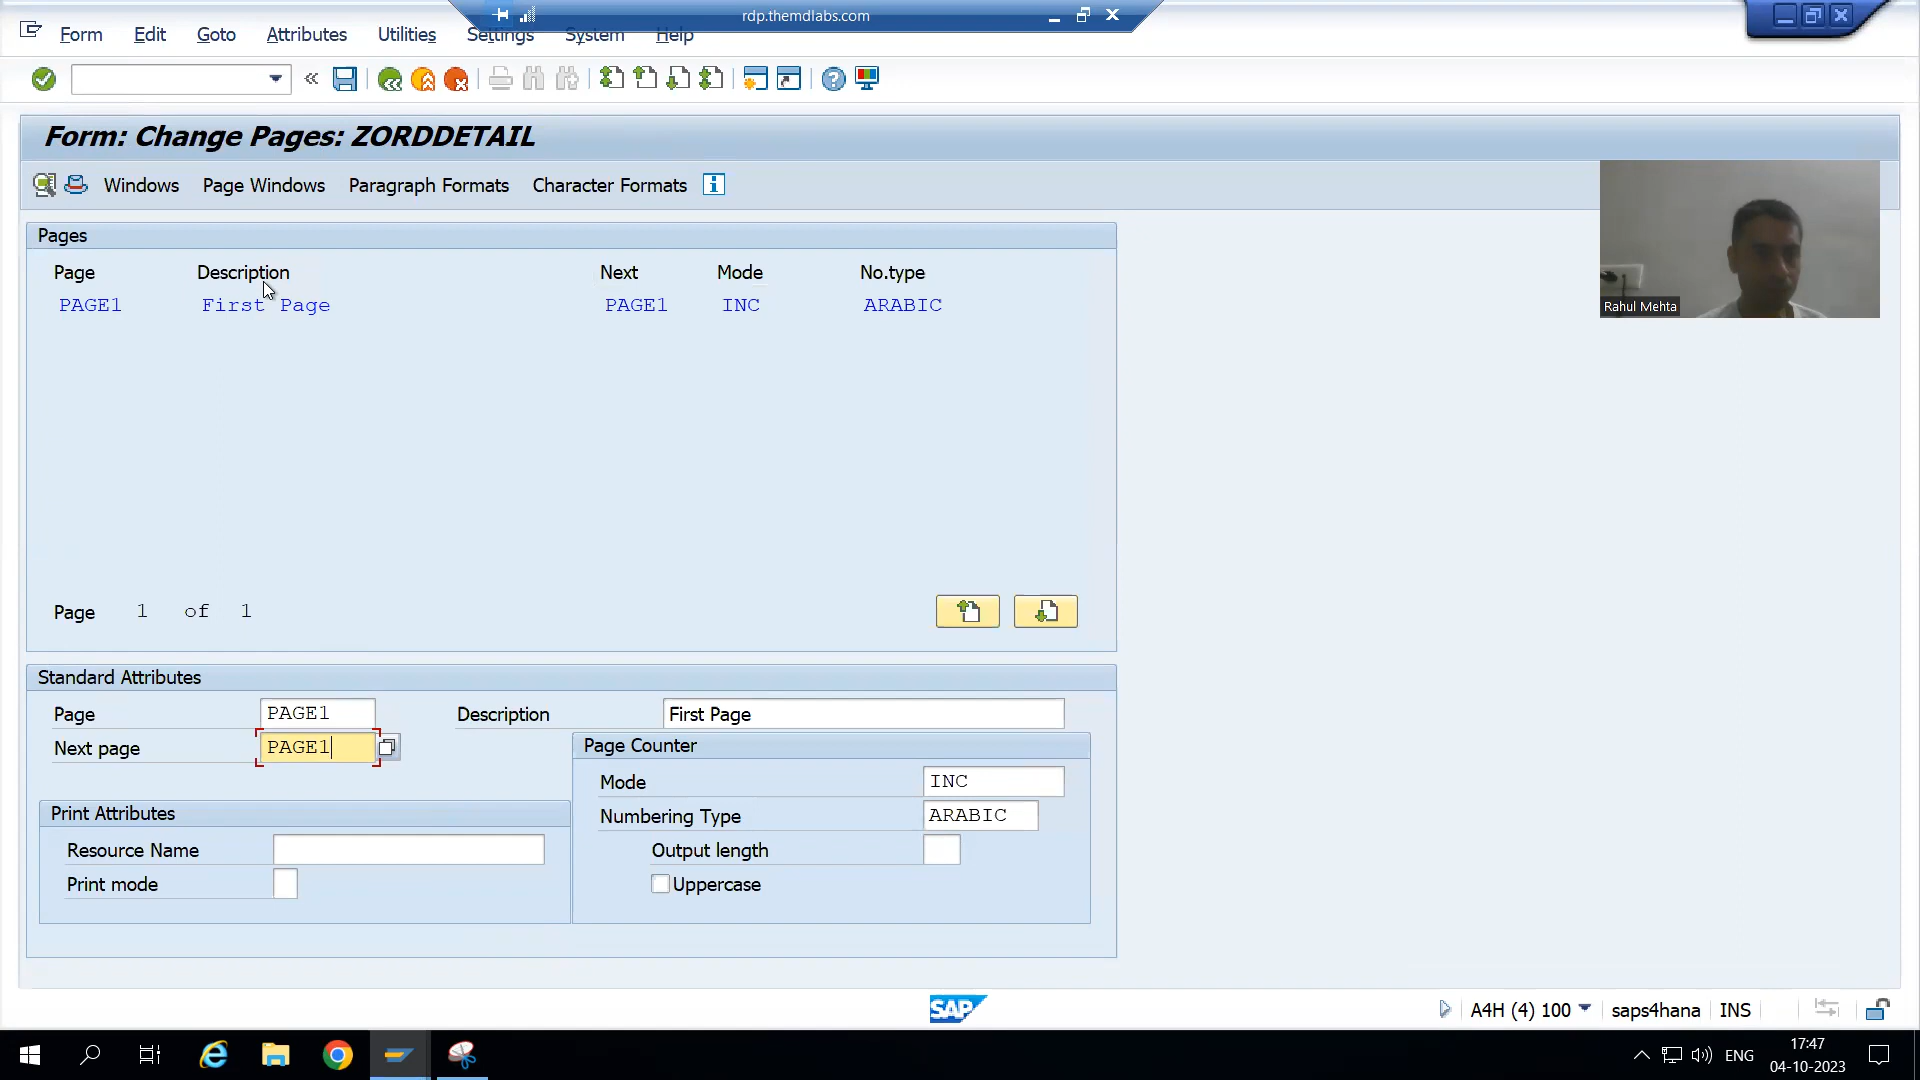 rdp.themdlabs.com
Form Edit Goto Attributes Utilities Settings System Help
Form: Change Pages: ZORDDETAIL
Windows Page Windows Paragraph Formats Character Formats
Pages
Page Description Next Mode No.type
PAGE1 First Page PAGE1 INC ARABIC
Rahul Mehta
Page 1 of 1
Standard Attributes
Page PAGE1 Description First Page
Next page PAGE1
Page Counter
Mode INC
Print Attributes
Numbering Type ARABIC
Resource Name
Output length
Print mode
Uppercase
SAP
A4H (4) 100 saps4hana INS
ENG
17:47
04-10-2023